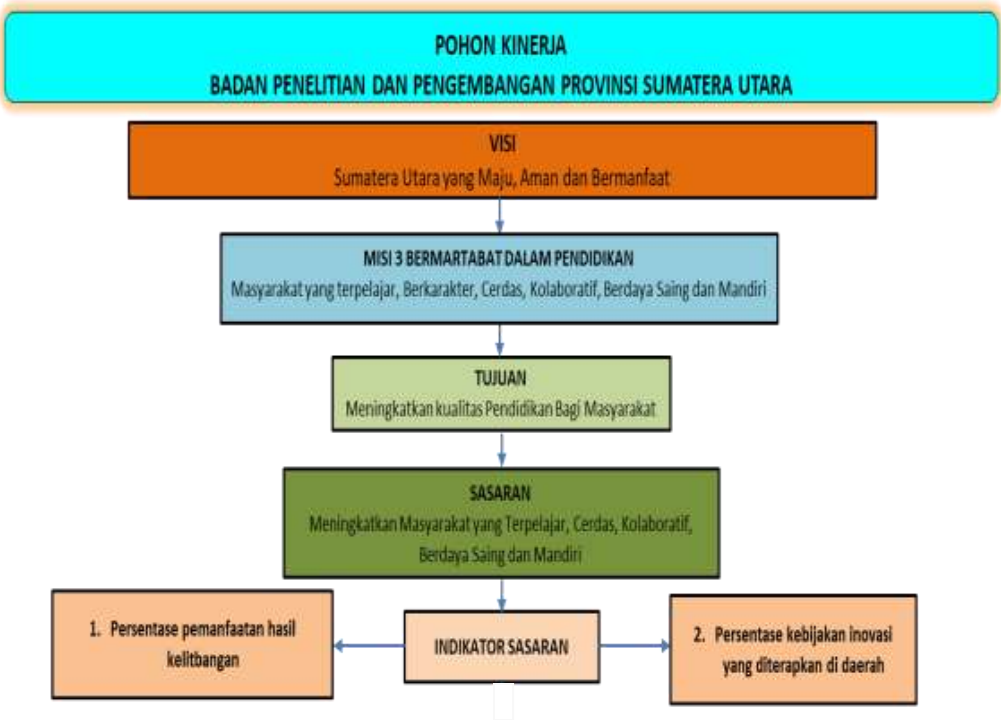 POHON KINERJA
BADAN PENELITIAN DAN PENGEMBANGAN PROVINSI SUMATERA UTARA
VISI
Sumatera Utara yang Maju, Aman dan Bermanfaat
MISI 3 BERMARTABAT DALAM PENDIDIKAN
Masyarakat yang terpelajar, Berkarakter, Cerdas, Kolaboratif, Berdaya Saing dan Mandiri
TUJUAN
Meningkatkan kualitas Pendidikan Bagi Masyarakat
SASARAN
Meningkatkan Masyarakat yang Terpelajar, Cerdas, Kolaboratif,
Berdaya Saing dan Mandiri
1. Persentase pemanfaatan hasil
kelitbangan
INDIKATOR SASARAN
2. Persentase kebijakan inovasi
yang diterapkan di daerah